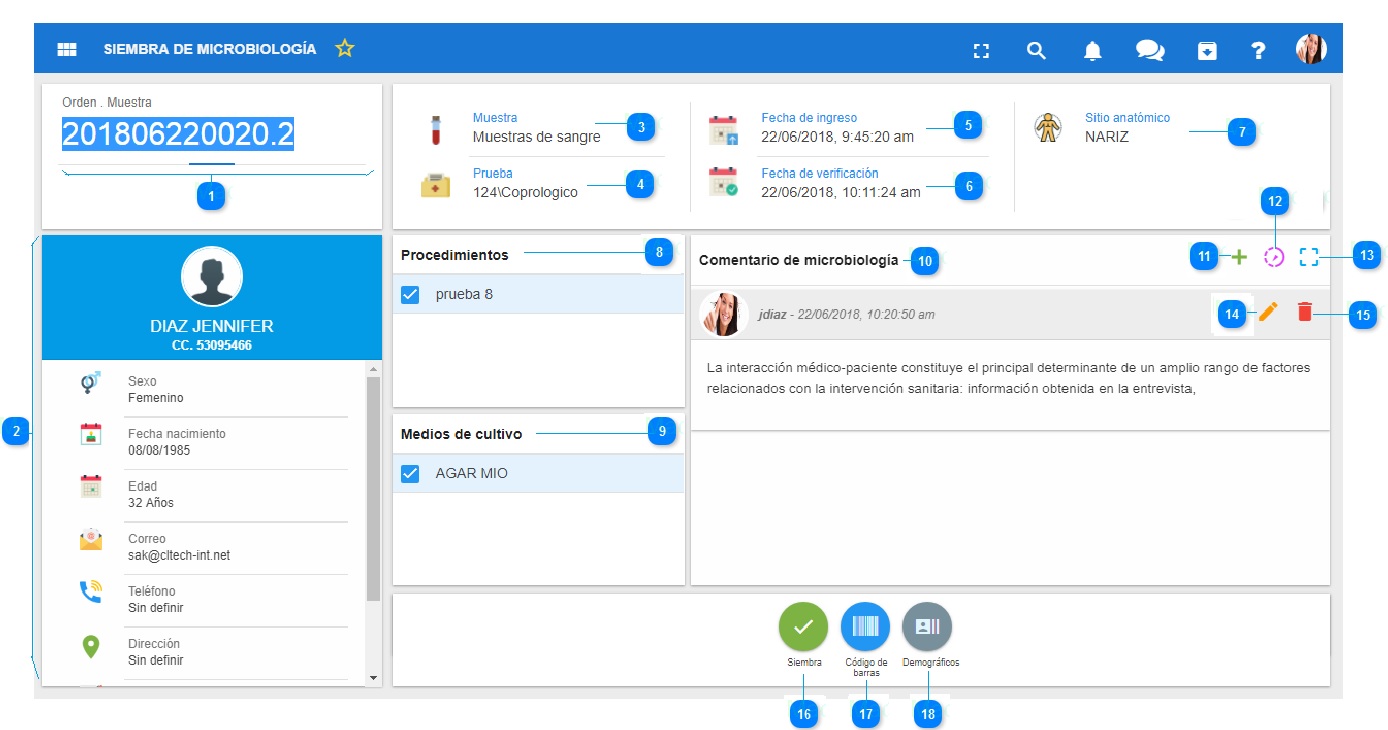 SIEMBRA DE MICROBIOLOGÍA
?
Orden . Muestra
201806220020.2
1
Muestra
Muestras de sangre
3
Prueba
124\Coprologico
4
Fecha de ingreso
22/06/2018, 9:45:20 am
5
Fecha de verificación
22/06/2018, 10:11:24 am
6
Sitio anatómico
NARIZ
7
12
2
DIAZ JENNIFER
CC. 53095466
Sexo
Femenino
Fecha nacimiento
08/08/1985
Edad
32 Años
Correo
sak@cltech-int.net
Teléfono
Sin definir
Dirección
Sin definir
Procedimientos
8
prueba 8
Medios de cultivo
9
AGAR MIO
Comentario de microbiología
10
11
13
jdiaz - 22/06/2018, 10:20:50 am
14
15
La interacción médico-paciente constituye el principal determinante de un amplio rango de factores
relacionados con la intervención sanitaria: información obtenida en la entrevista,
Siembra
Código de
barras
Demográficos
16
17
18